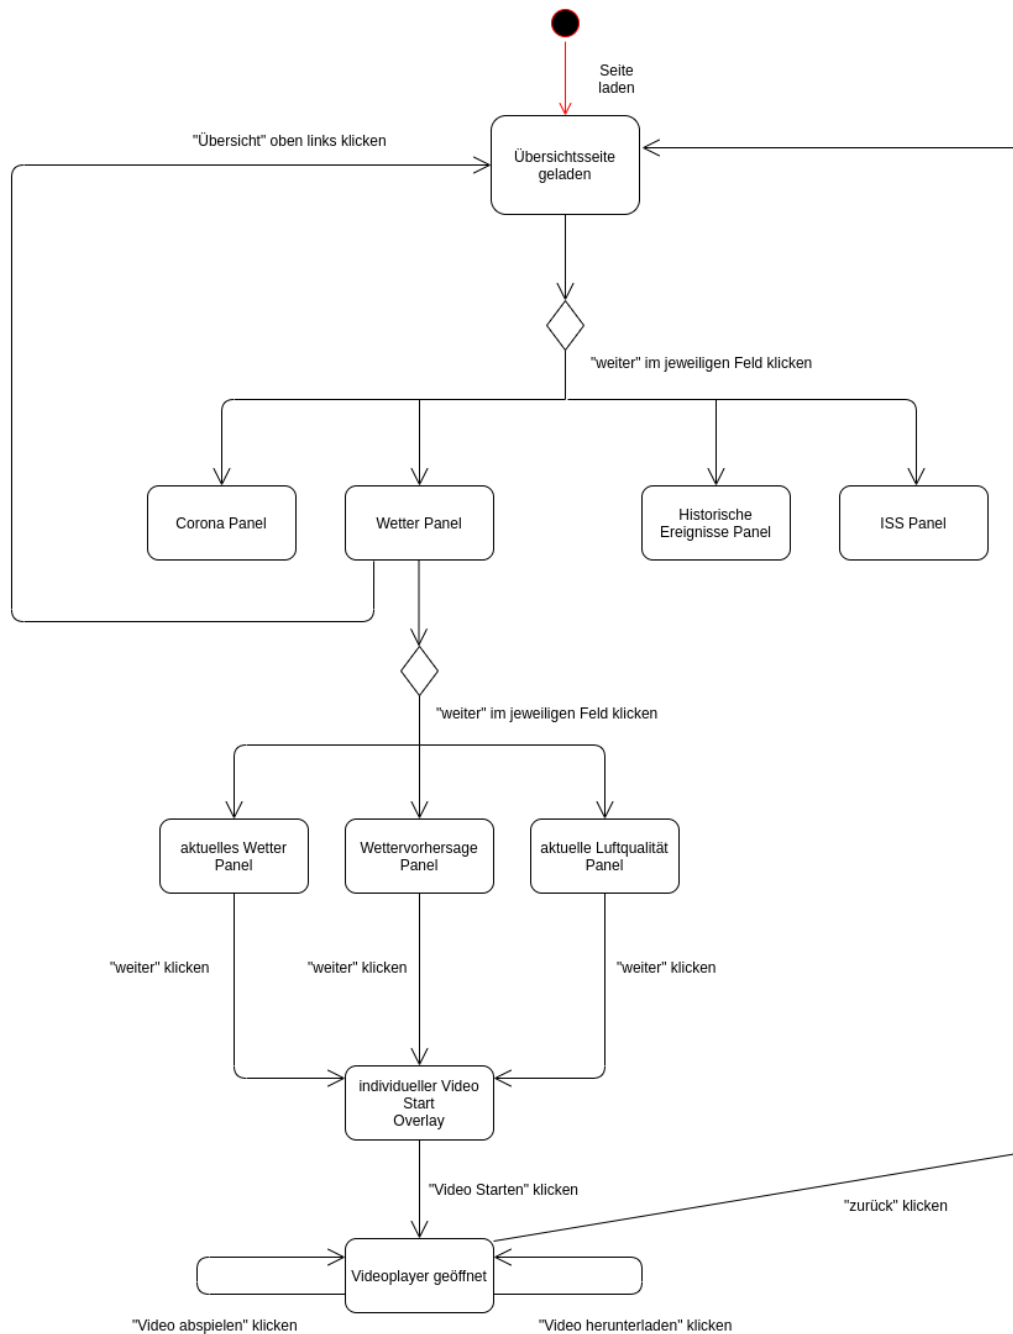 Seite
laden
"Übersicht" oben links klicken
Übersichtsseite
geladen
"weiter" im jeweiligen Feld klicken
Corona Panel
Wetter Panel
Historische
Ereignisse Panel
ISS Panel
"weiter" im jeweiligen Feld klicken
aktuelles Wetter
Panel
Wettervorhersage
Panel
aktuelle Luftqualität
Panel
"weiter" klicken
"weiter" klicken
"weiter" klicken
individueller Video
Start
Overlay
"Video Starten" klicken
"zurück" klicken
Videoplayer geöffnet
"Video abspielen" klicken
"Video herunterladen" klicken